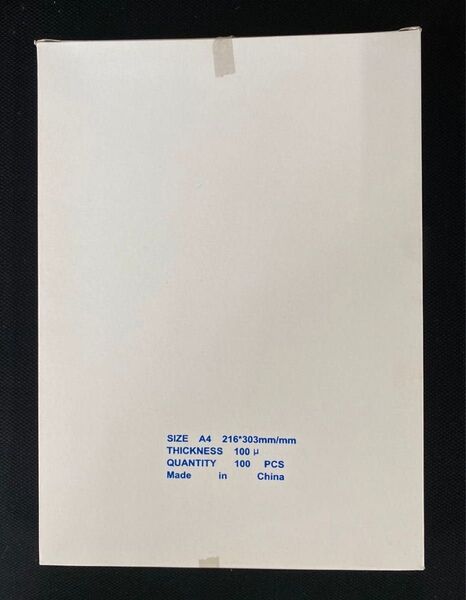 SIZE A4 216*303mm/mm
THICKNESS 100 μ
QUANTITY 100 PCS
Made in China